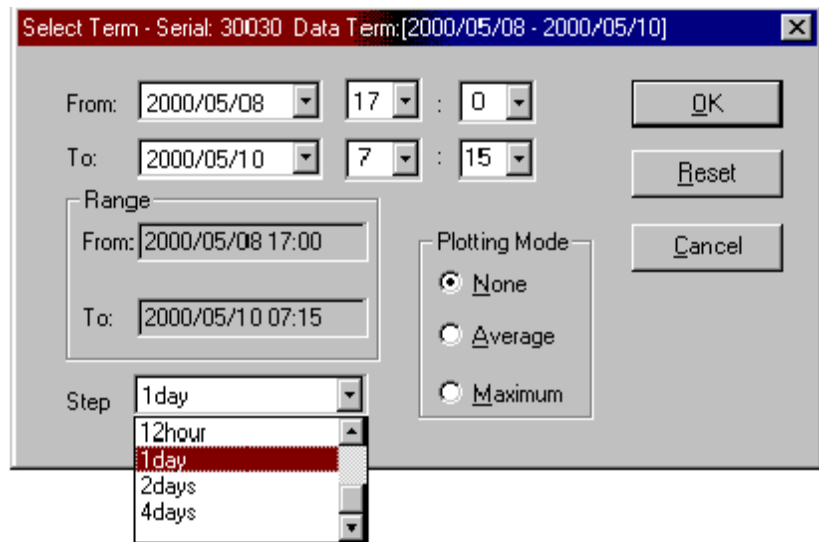 Select Term - Serial: 30030 Data Term:[2000/05/08 - 2000/05/10]
From: 2000/05/08 17 : 0
To: 2000/05/10 7 : 15
OK
Reset
Cancel
Range
From: 2000/05/08 17:00
To: 2000/05/10 07:15
Plotting Mode
None
Average
Maximum
Step 1day
12hour
1day
2days
4days